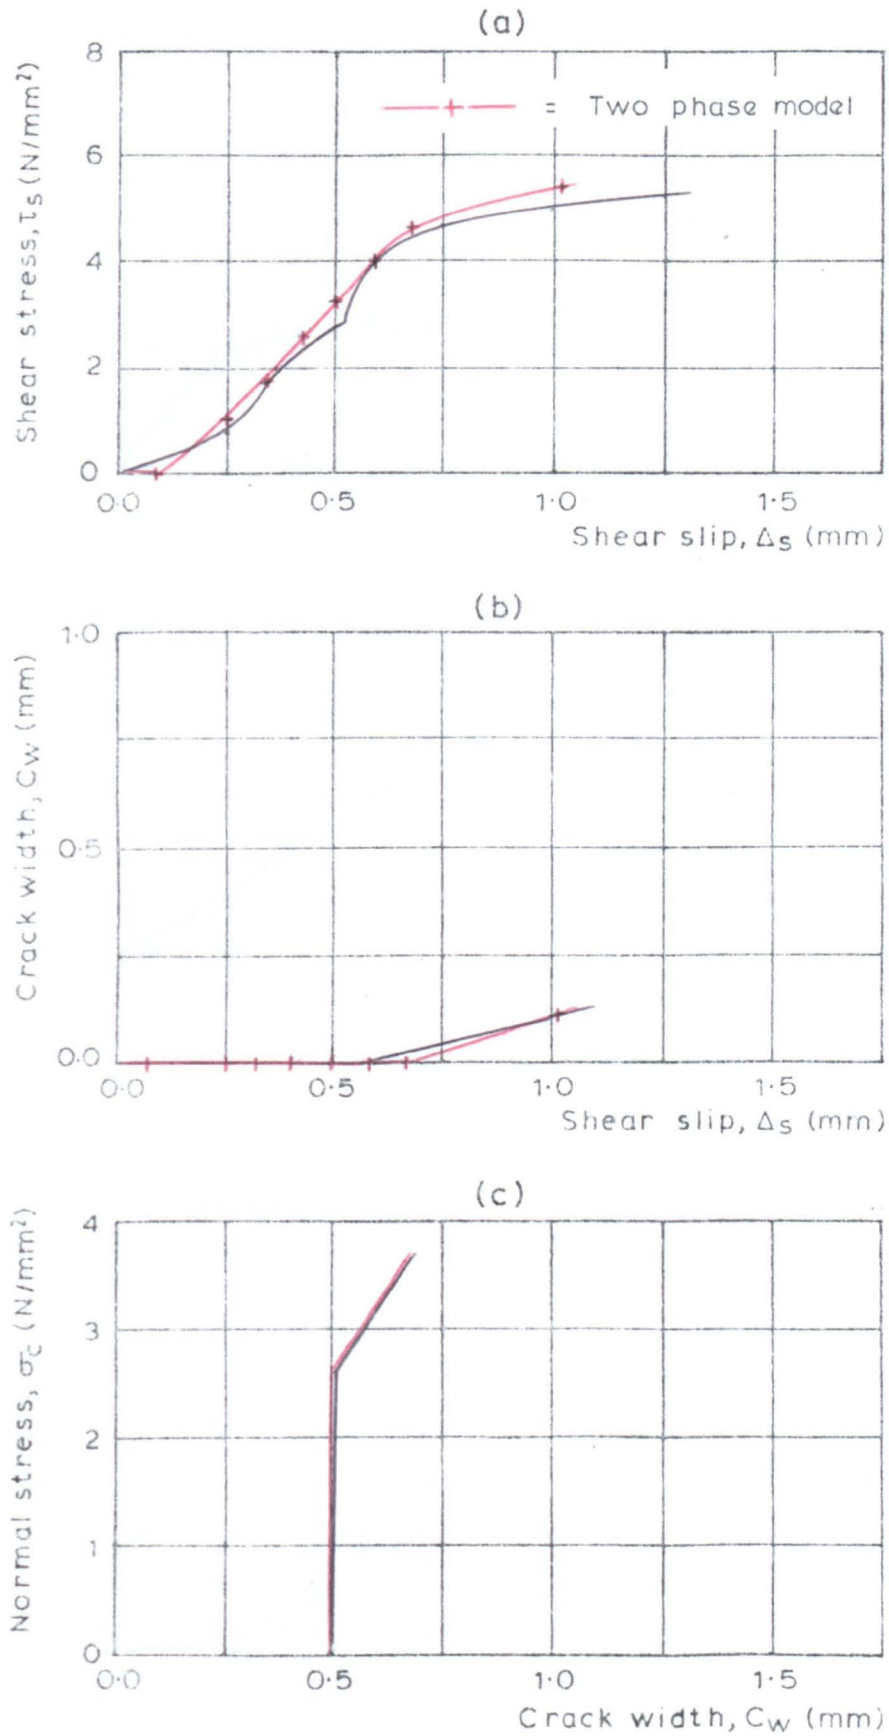 (a)
8
6
4
2
0
Shear stress, τs (N/mm²)
= Two phase model
0·0 0·5 1·0 1·5
Shear slip, Δs (mm)
(b)
1·0
0·5
0·0
Crack width, Cw (mm)
0·0 0·5 1·0 1·5
Shear slip, Δs (mm)
(c)
4
3
2
1
0
Normal stress, σc (N/mm²)
0·0 0·5 1·0 1·5
Crack width, Cw (mm)